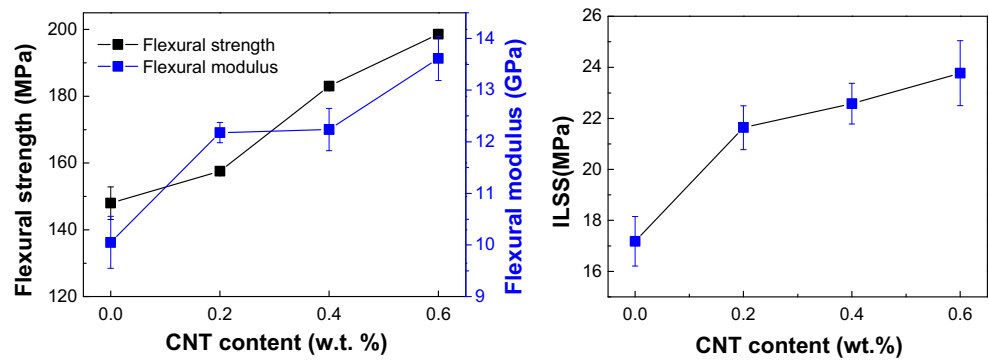 200
180
160
140
120
Flexural strength (MPa)
Flexural strength
Flexural modulus
14
13
12
11
10
9
Flexural modulus (GPa)
0.0 0.2 0.4 0.6
CNT content (w.t. %)
26
24
22
20
18
16
ILSS(MPa)
0.0 0.2 0.4 0.6
CNT content (wt.%)